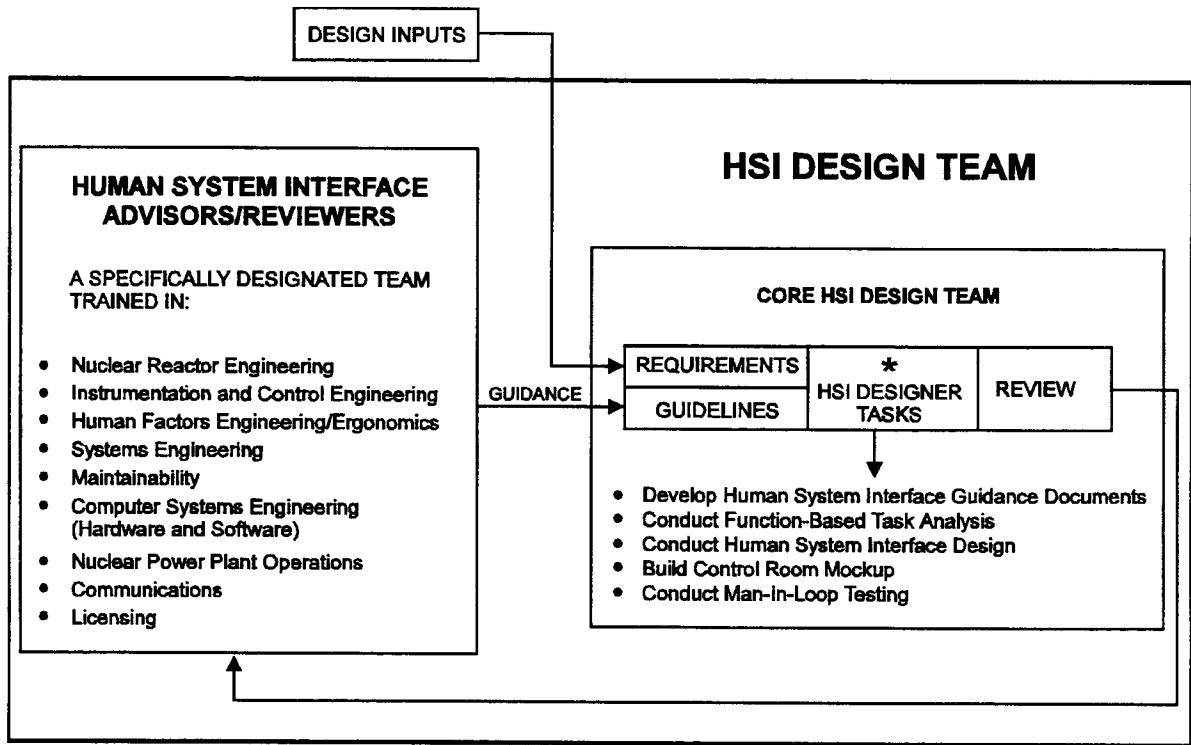 DESIGN INPUTS
HSI DESIGN TEAM
HUMAN SYSTEM INTERFACE
ADVISORS/REVIEWERS
A SPECIFICALLY DESIGNATED TEAM
TRAINED IN:
• Nuclear Reactor Engineering
• Instrumentation and Control Engineering
• Human Factors Engineering/Ergonomics
• Systems Engineering
• Maintainability
• Computer Systems Engineering
(Hardware and Software)
• Nuclear Power Plant Operations
• Communications
• Licensing
GUIDANCE
CORE HSI DESIGN TEAM
REQUIREMENTS
GUIDELINES
*
HSI DESIGNER
TASKS
REVIEW
• Develop Human System Interface Guidance Documents
• Conduct Function-Based Task Analysis
• Conduct Human System Interface Design
• Build Control Room Mockup
• Conduct Man-In-Loop Testing